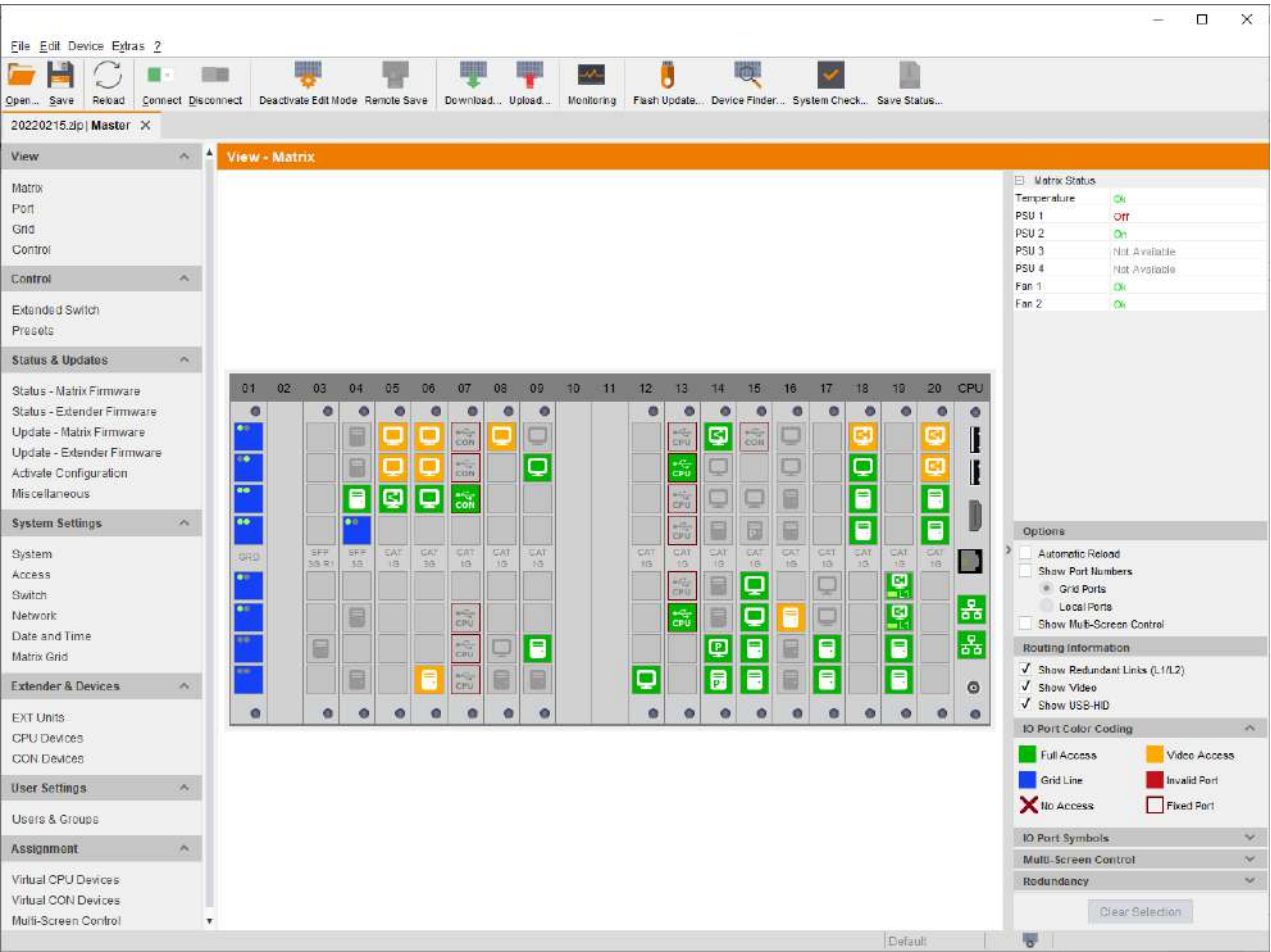 File Edit Device Extras ?
Open... Save Reload Connect Disconnect Deactivate Edit Mode Remote Save Download... Upload... Monitoring Flash Update... Device Finder... System Check... Save Status...
20220215.zip| Master
View
Matrix
Port
Grid
Control
Control
Extended Switch
Presets
Status & Updates
Status - Matrix Firmware
Status - Extender Firmware
Update - Matrix Firmware
Update - Extender Firmware
Activate Configuration
Miscellaneous
System Settings
System
Access
Switch
Network
Date and Time
Matrix Grid
Extender & Devices
EXT Units
CPU Devices
CON Devices
User Settings
Users & Groups
Assignment
Virtual CPU Devices
Virtual CON Devices
Multi-Screen Control
View - Matrix
01 02 03 04 05 06 07 08 09 10 11 12 13 14 15 16 17 18 19 20 CPU
CON CPU CON
CON CPU
CON CPU
CPU
GRD SFP SFP CAT CAT CAT CAT CAT CAT CAT CAT CAT CAT CAT CAT CAT CAT
3G R1 3G 3G 3G 1G 1G 1G 1G 1G 1G 1G 1G 1G 1G 1G 1G
CPU L1
CPU CPU L1
CPU P
CPU P
Matrix Status
Temperature Ok
PSU 1 Off
PSU 2 On
PSU 3 Not Available
PSU 4 Not Available
Fan 1 Ok
Fan 2 Ok
Options
Automatic Reload
Show Port Numbers
Grid Ports
Local Ports
Show Multi-Screen Control
Routing Information
Show Redundant Links (L1/L2)
Show Video
Show USB-HID
IO Port Color Coding
Full Access Video Access
Grid Line Invalid Port
No Access Fixed Port
IO Port Symbols
Multi-Screen Control
Redundancy
Clear Selection
Default